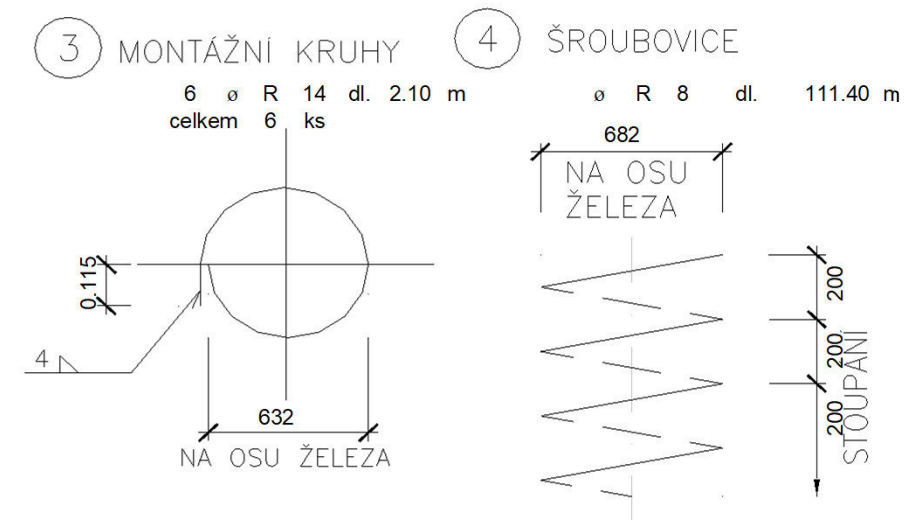 3 MONTÁŽNÍ KRUHY
6 ø R 14 dl. 2.10 m
celkem 6 ks
0.115
4
632
NA OSU ŽELEZA
4 ŠROUBOVICE
ø R 8 dl. 111.40 m
682
NA OSU
ŽELEZA
200
200
200
STOUPÁNÍ